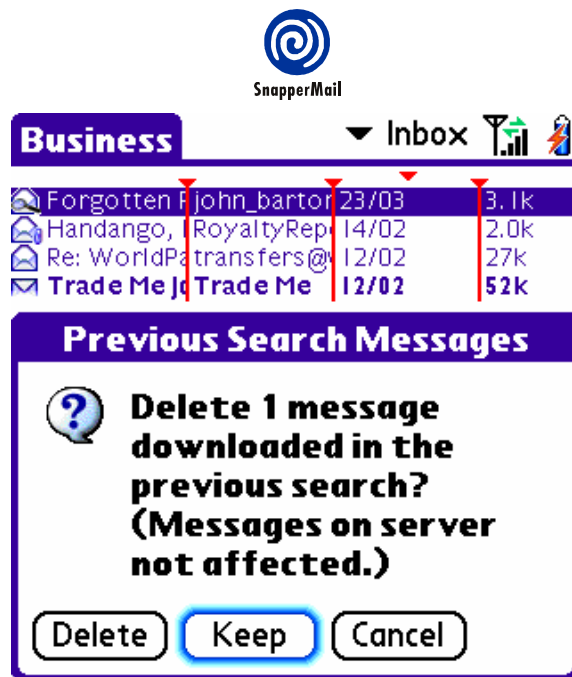 SnapperMail
Business Inbox
Forgotten john_bartor 23/03 3.1k
Handango, RoyaltyRep 14/02 2.0k
Re: WorldPa transfers@ 12/02 27k
Trade Me Jo Trade Me 12/02 52k
Previous Search Messages
Delete 1 message
downloaded in the
previous search?
(Messages on server
not affected.)
Delete Keep Cancel